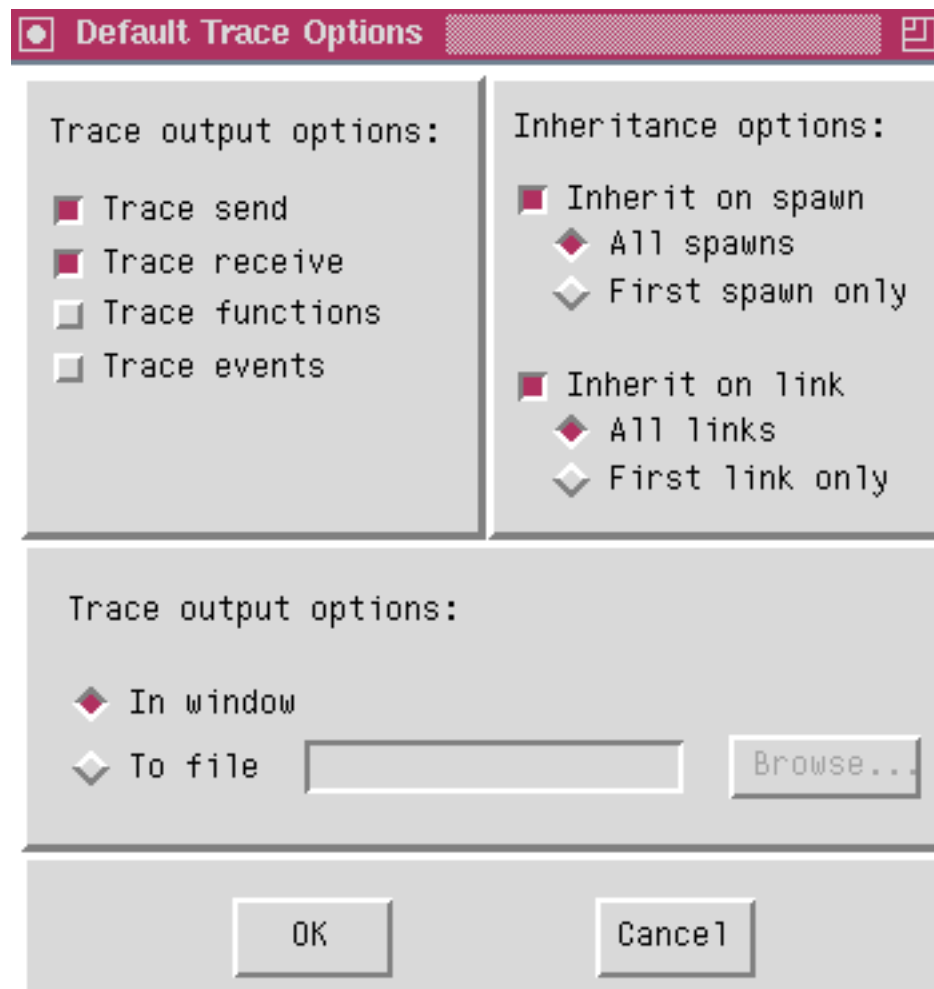 Default Trace Options
Trace output options:
Trace send
Trace receive
Trace functions
Trace events
Inheritance options:
Inherit on spawn
All spawns
First spawn only
Inherit on link
All links
First link only
Trace output options:
In window
To file
Browse...
OK
Cancel